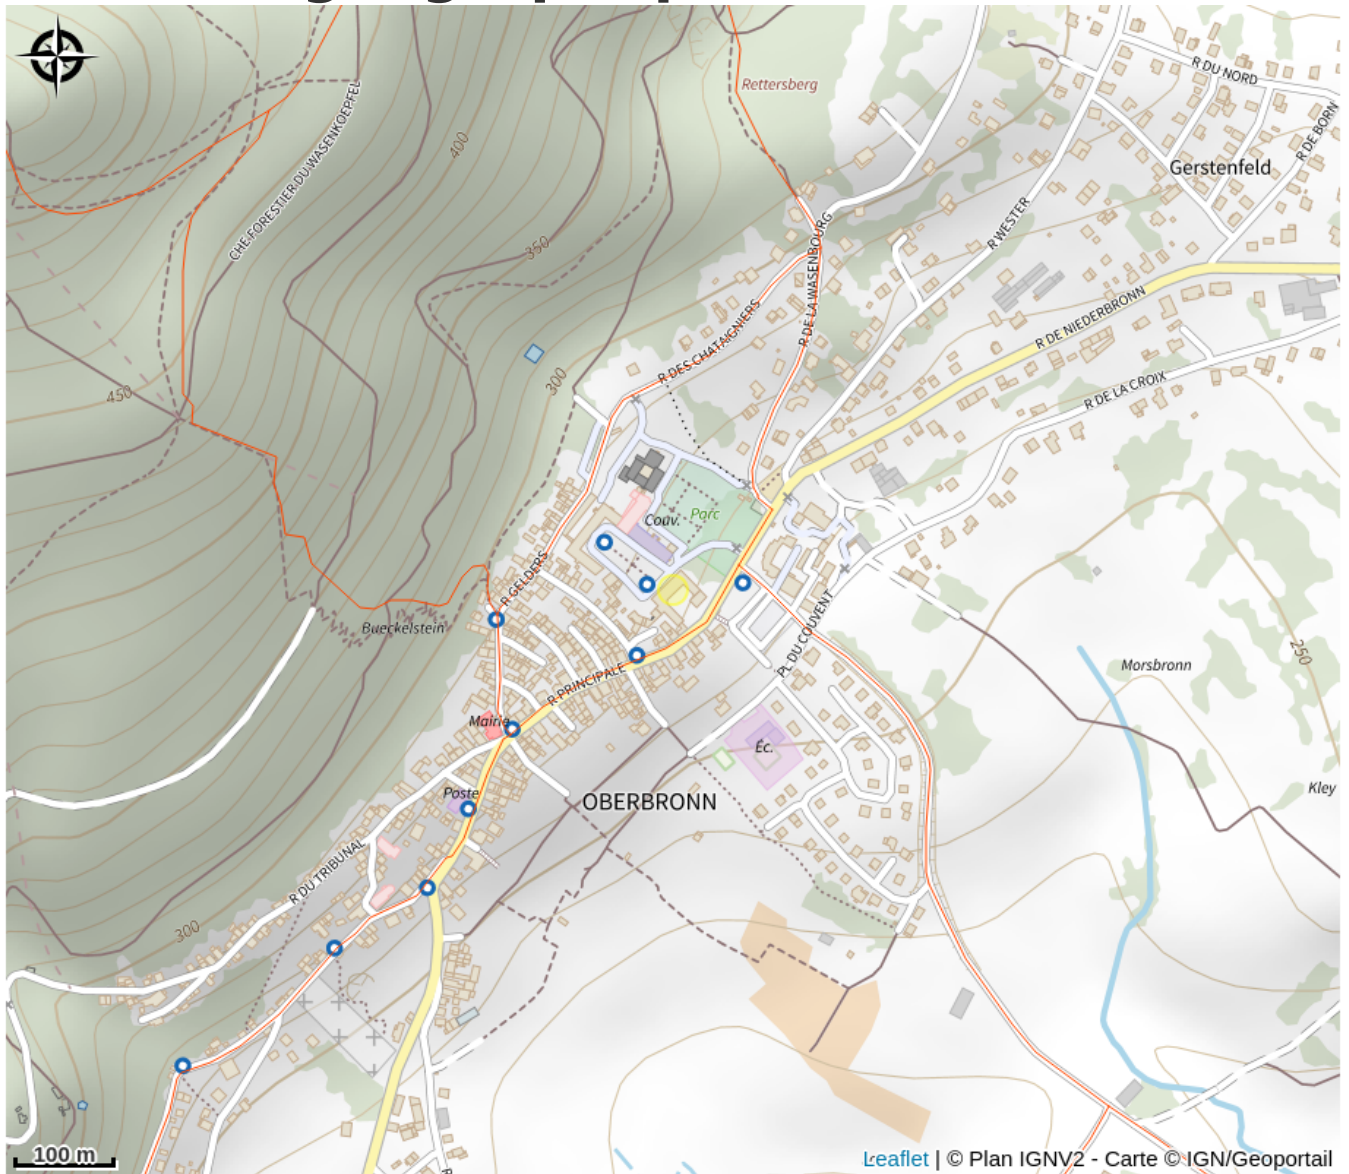 Rettersberg
R DU NORD
R DE BORN
Gerstenfeld
400
CHE FORESTIER DU WASENKOEPFEL
R WESTER
R DE LA WASENBOURG
350
R DE NIEDERBRONN
R DES CHATAIGNIERS
300
R DE LA CROIX
450
Parc
Couv.
R GELDERS
Bueckelstein
PL DU COUVENT
250
Morsbronn
R PRINCIPALE
Mairie
Éc.
Kley
Poste
OBERBRONN
R DU TRIBUNAL
300
100 m
R
Leaflet | © Plan IGNV2 - Carte © IGN/Geoportail